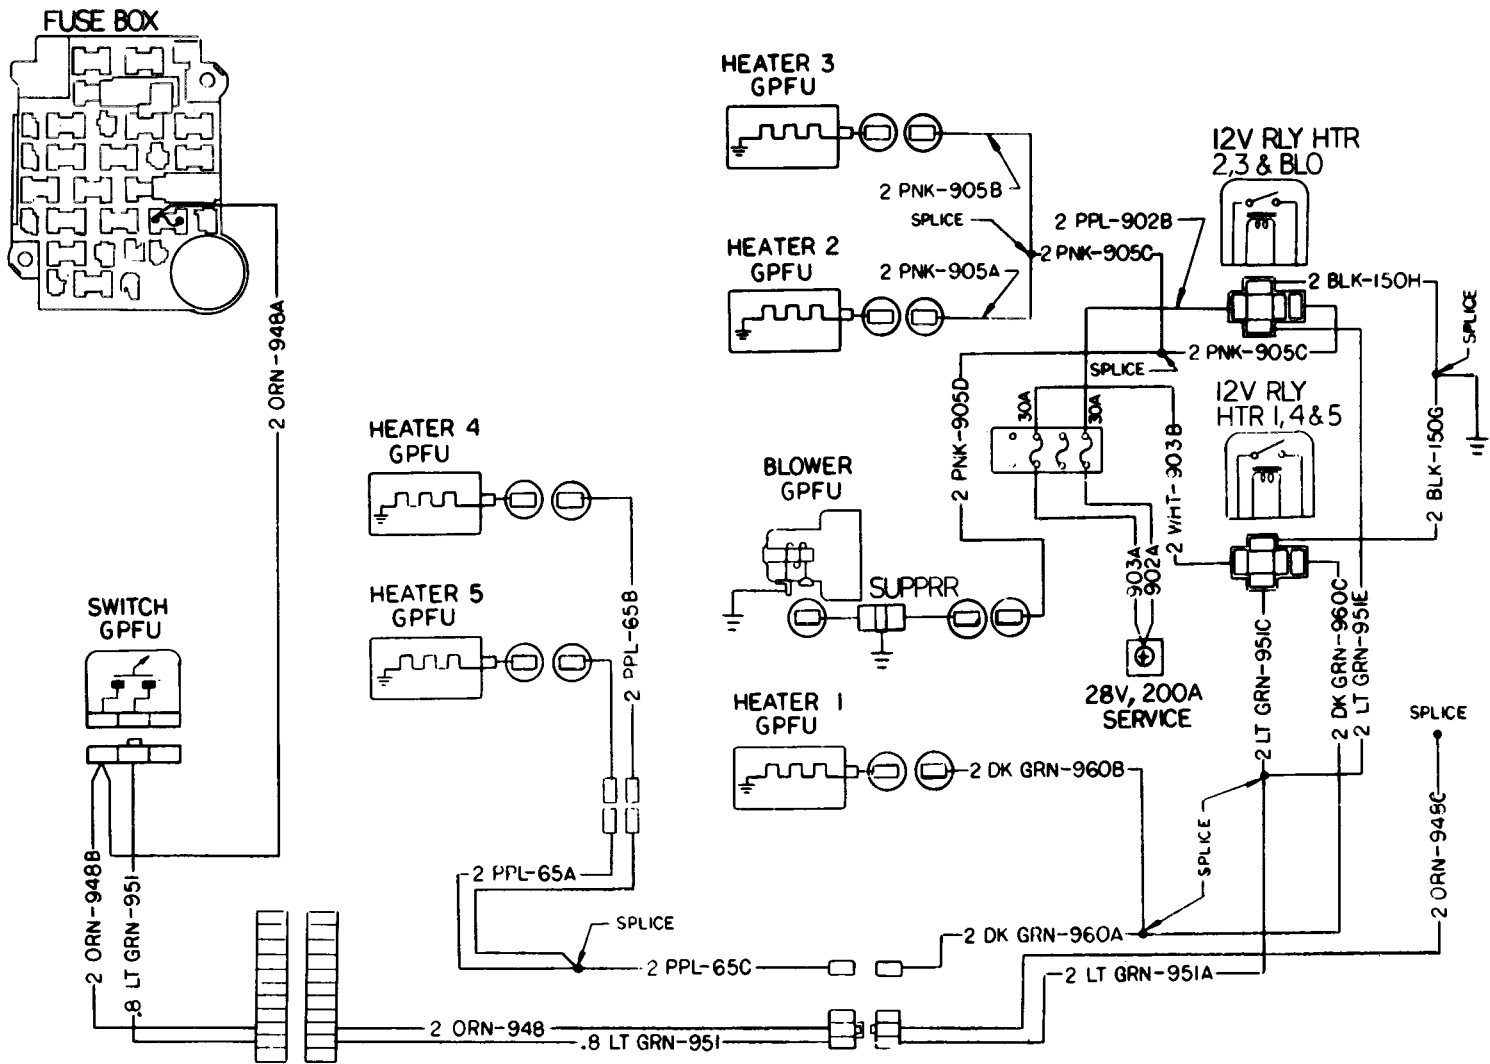 FUSE BOX
HEATER 3
GPFU
12V RLY HTR
2,3 & BLO
2 PNK-905B
SPLICE
2 PPL-902B
HEATER 2
GPFU
2 PNK-905C
2 PNK-905A
2 BLK-150H
SPLICE
2 ORN-948A
2 PNK-905C
SPLICE
12V RLY
HTR 1,4&5
30A
30A
2 PNK-905D
2 WHT-903B
2 BLK-150G
HEATER 4
GPFU
BLOWER
GPFU
903A
902A
SUPPRR
SWITCH
GPFU
HEATER 5
GPFU
2 PPL-65B
2 LT GRN-951C
2 DK GRN-960C
2 LT GRN-951E
28V, 200A
SERVICE
HEATER 1
GPFU
SPLICE
2 DK GRN-960B
SPLICE
2 ORN-948C
2 ORN-948B
.8 LT GRN-951
2 PPL-65A
SPLICE
2 DK GRN-960A
2 PPL-65C
2 LT GRN-951A
2 ORN-948
.8 LT GRN-951